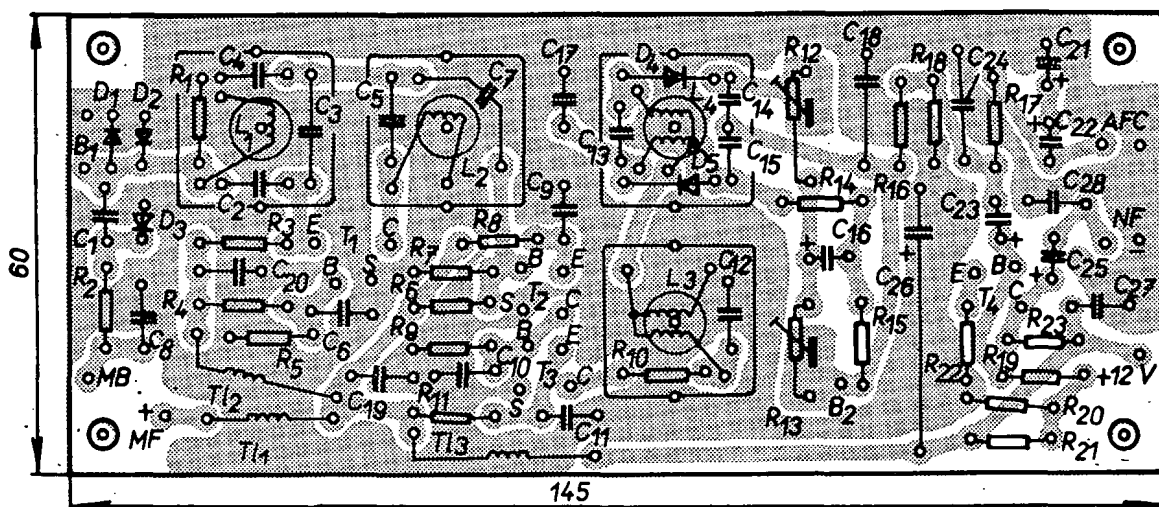 60
R1
C4
C3
L1
C2
D1
D2
B1
C1
D3
R2
C8
MB
+
MF
R3
E
T1
C20
B
S
R4
R5
C6
Tl2
Tl1
C19
C5
C7
L2
C
C17
C9
R8
R7
B
E
R6
S
T2
C
R9
B
E
C10
T3
C
R11
S
C11
Tl3
D4
L4
C14
C13
C15
D5
L3
C12
R10
R12
C18
R18
C24
R17
C21
+
+
C22
AFC
R14
R16
+
C16
C26
+
C23
+
C28
NF
C25
+
E
B
C27
T4
C
R15
R13
B2
R22
R19
R23
+12V
R20
R21
145